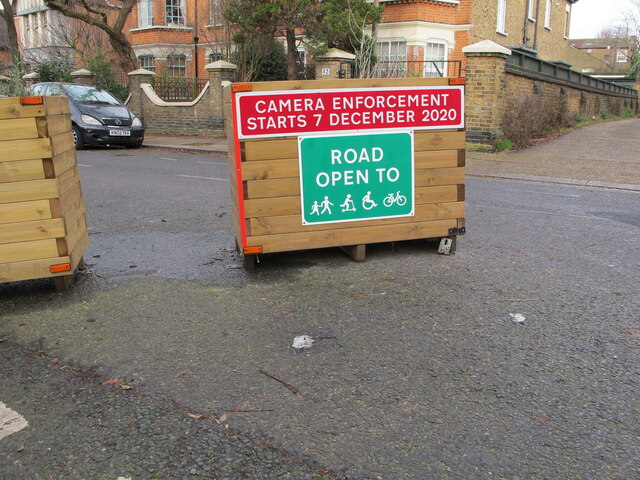 CAMERA ENFORCEMENT
STARTS 7 DECEMBER 2020
ROAD
OPEN TO